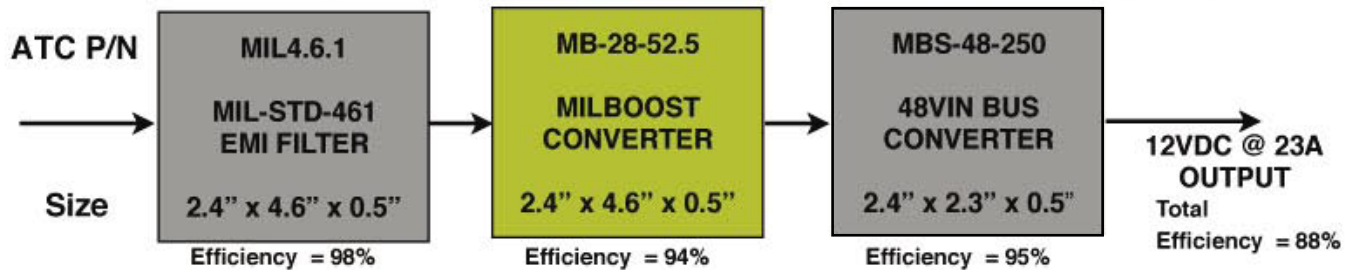 ATC P/N
MIL4.6.1
MIL-STD-461
EMI FILTER
2.4” x 4.6” x 0.5”
Efficiency = 98%
MB-28-52.5
MILBOOST
CONVERTER
2.4” x 4.6” x 0.5”
Efficiency = 94%
MBS-48-250
48VIN BUS
CONVERTER
2.4” x 2.3” x 0.5”
Efficiency = 95%
12VDC @ 23A
OUTPUT
Total
Efficiency = 88%
Size